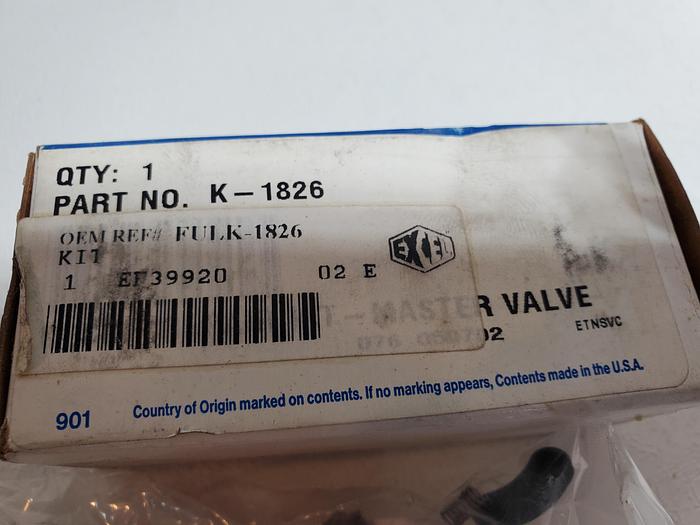 QTY: 1
PART NO. K-1826
OEM REF# FULK-1826
KIT
1 EF39920 02 E
EXCEL
T - MASTER VALVE
ETNSVC
901 Country of Origin marked on contents. If no marking appears, Contents made in the U.S.A.